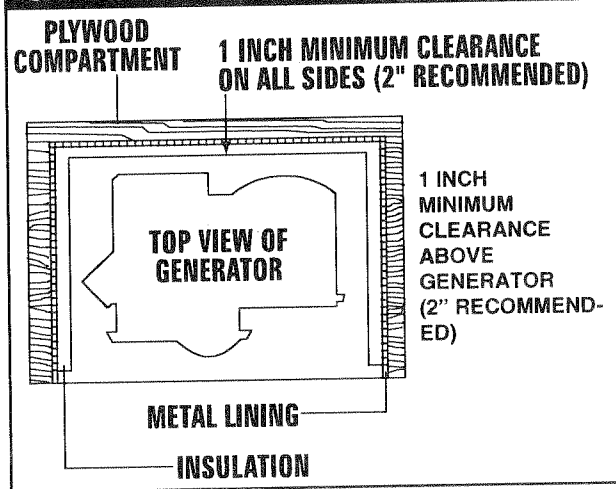 PLYWOOD
COMPARTMENT
1 INCH MINIMUM CLEARANCE
ON ALL SIDES (2" RECOMMENDED)
TOP VIEW OF
GENERATOR
1 INCH
MINIMUM
CLEARANCE
ABOVE
GENERATOR
(2" RECOMMEND-
ED)
METAL LINING
INSULATION